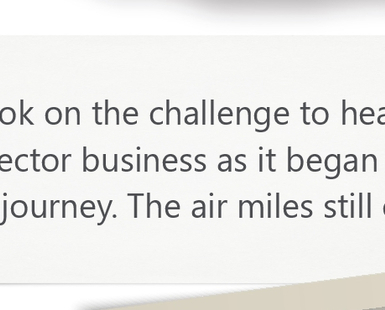 ok on the challenge to hea
ector business as it began
journey. The air miles still